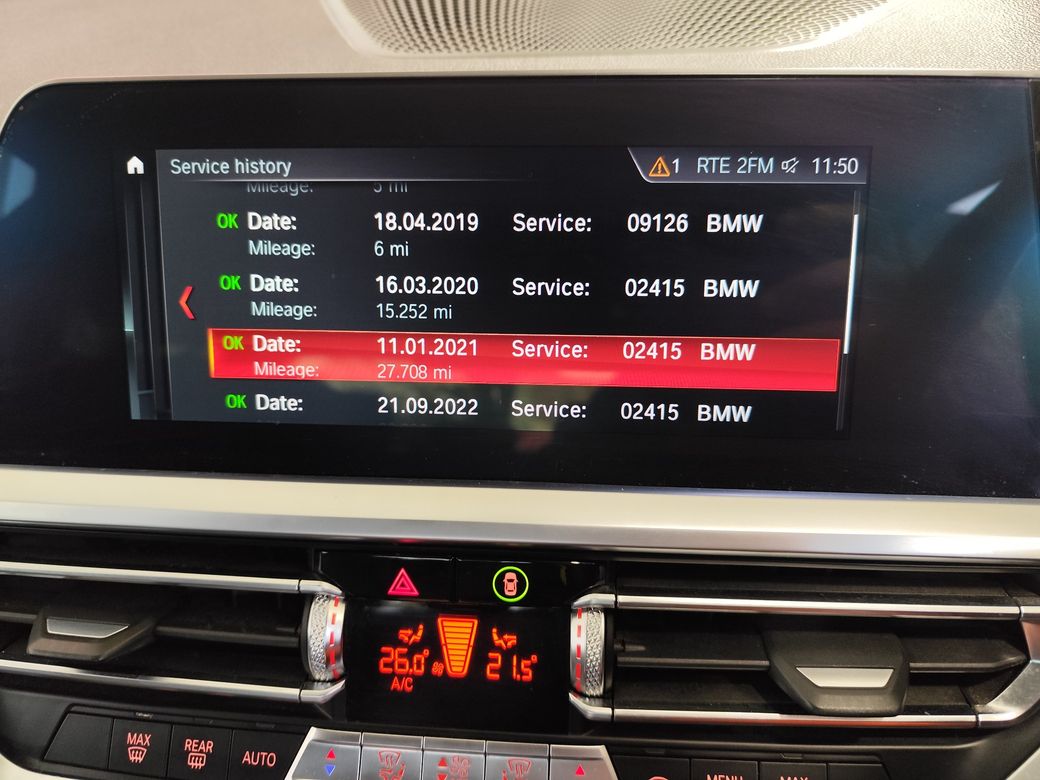 Service history
1 RTE 2FM 11:50
Mileage: 5 mi
OK Date: 18.04.2019 Service: 09126 BMW
Mileage: 6 mi
OK Date: 16.03.2020 Service: 02415 BMW
Mileage: 15.252 mi
OK Date: 11.01.2021 Service: 02415 BMW
Mileage: 27.708 mi
OK Date: 21.09.2022 Service: 02415 BMW
26.0° 21.5°
A/C
MAX
REAR
AUTO
MENU
MAX